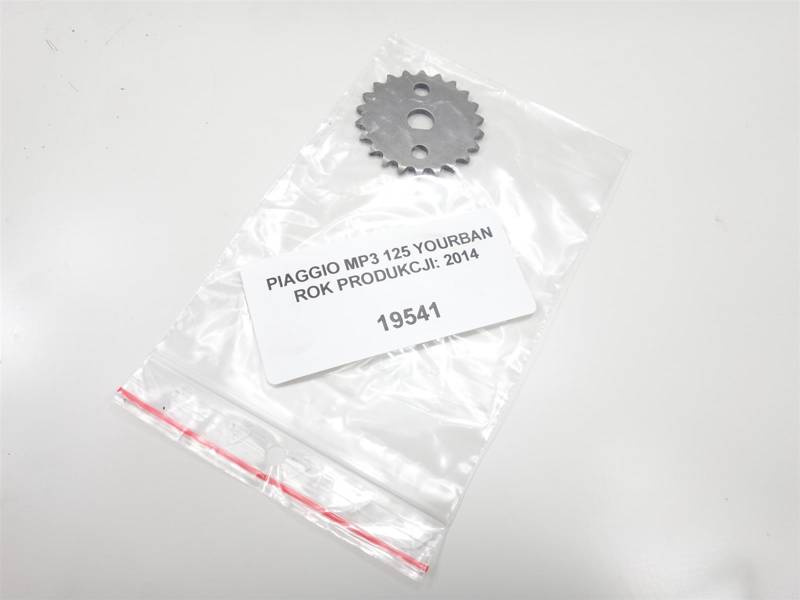 PIAGGIO MP3 125 YOURBAN
ROK PRODUKCJI: 2014
19541